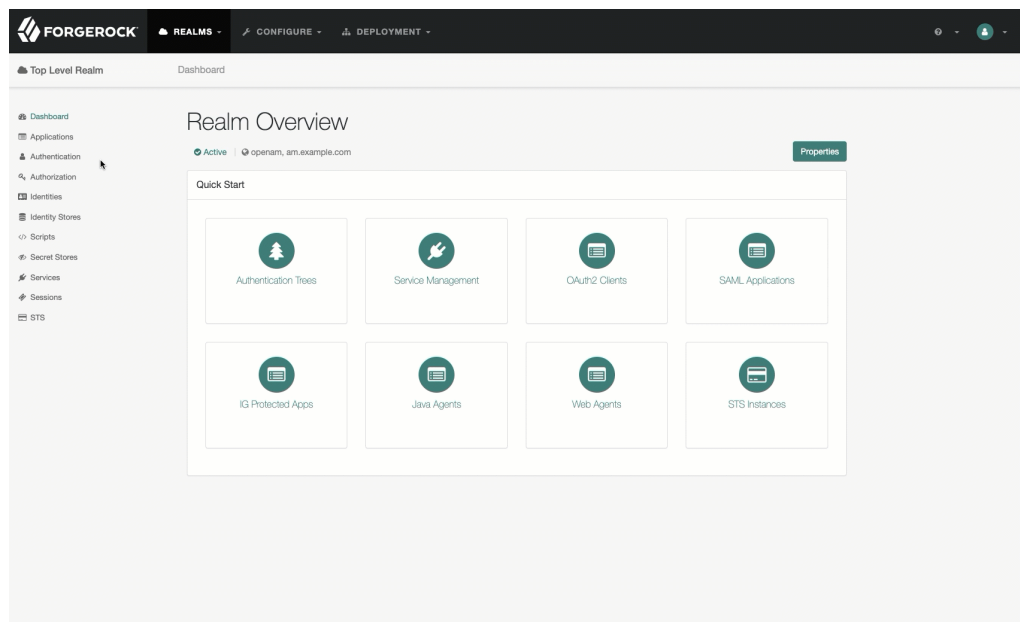 FORGEROCK
REALMS
CONFIGURE
DEPLOYMENT
Top Level Realm
Dashboard
Dashboard
Applications
Authentication
Authorization
Identities
Identity Stores
Scripts
Secret Stores
Services
Sessions
STS
Realm Overview
Active
openam, am.example.com
Properties
Quick Start
Authentication Trees
Service Management
OAuth2 Clients
SAML Applications
IG Protected Apps
Java Agents
Web Agents
STS Instances